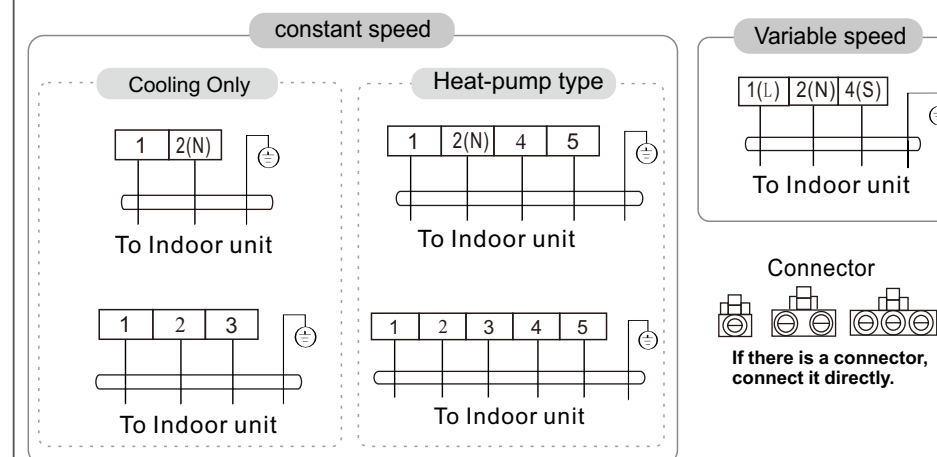 constant speed
Cooling Only
1 2(N)
To Indoor unit
1 2 3
To Indoor unit
Heat-pump type
1 2(N) 4 5
To Indoor unit
1 2 3 4 5
To Indoor unit
Variable speed
1(L) 2(N) 4(S)
To Indoor unit
Connector
If there is a connector,
connect it directly.